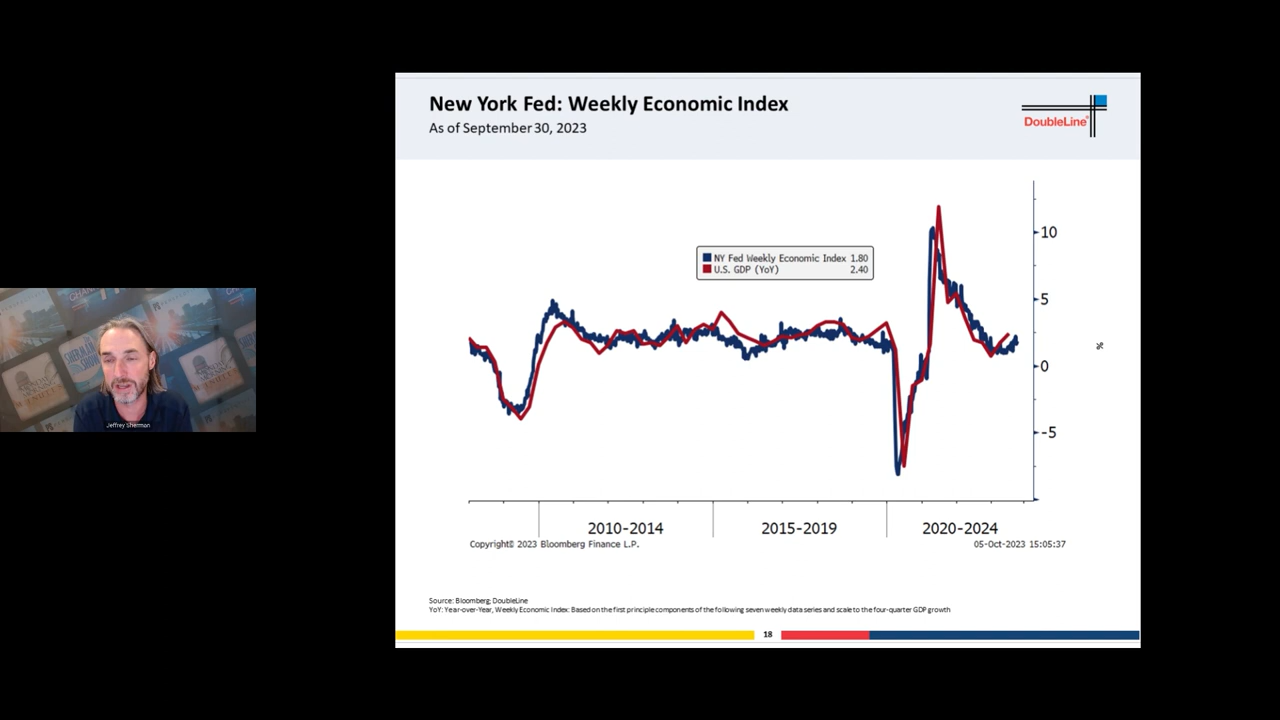 New York Fed: Weekly Economic Index
As of September 30, 2023
DoubleLine®
NY Fed Weekly Economic Index 1.80
U.S. GDP (YoY) 2.40
10
5
0
-5
%
2010-2014
2015-2019
2020-2024
Copyright© 2023 Bloomberg Finance L.P.
05-Oct-2023 15:05:37
Source: Bloomberg; DoubleLine
YoY: Year-over-Year, Weekly Economic Index: Based on the first principle components of the following seven weekly data series and scale to the four-quarter GDP growth
18
Jeffrey Sherman
SHERMAN